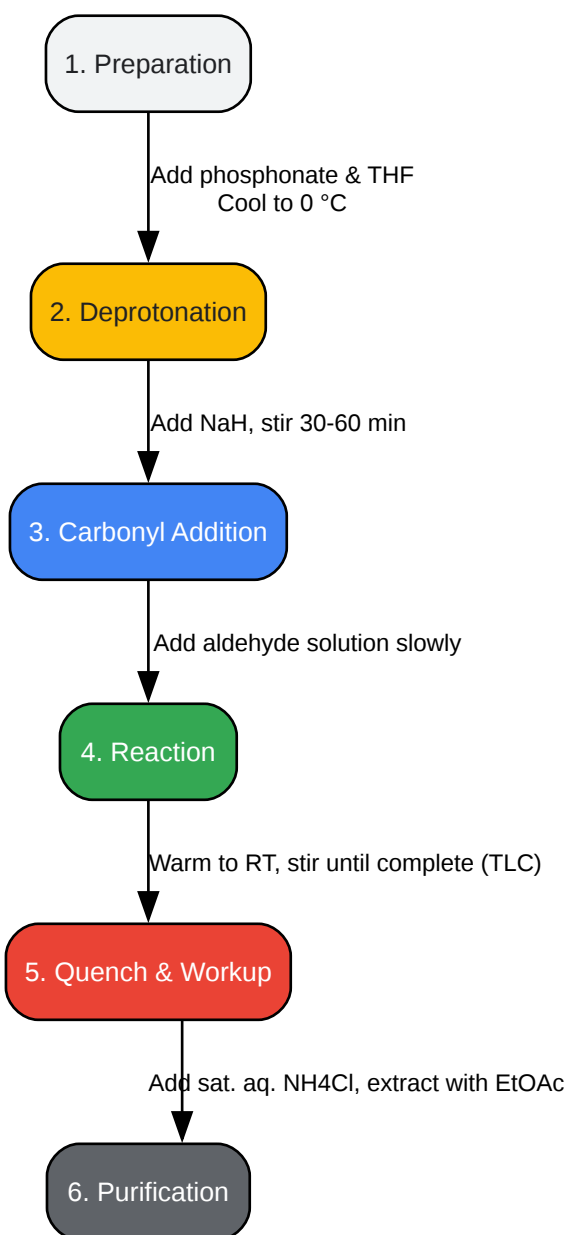 1. Preparation
Add phosphonate & THF
Cool to 0 °C
2. Deprotonation
Add NaH, stir 30-60 min
3. Carbonyl Addition
Add aldehyde solution slowly
4. Reaction
Warm to RT, stir until complete (TLC)
5. Quench & Workup
Add sat. aq. NH4Cl, extract with EtOAc
6. Purification